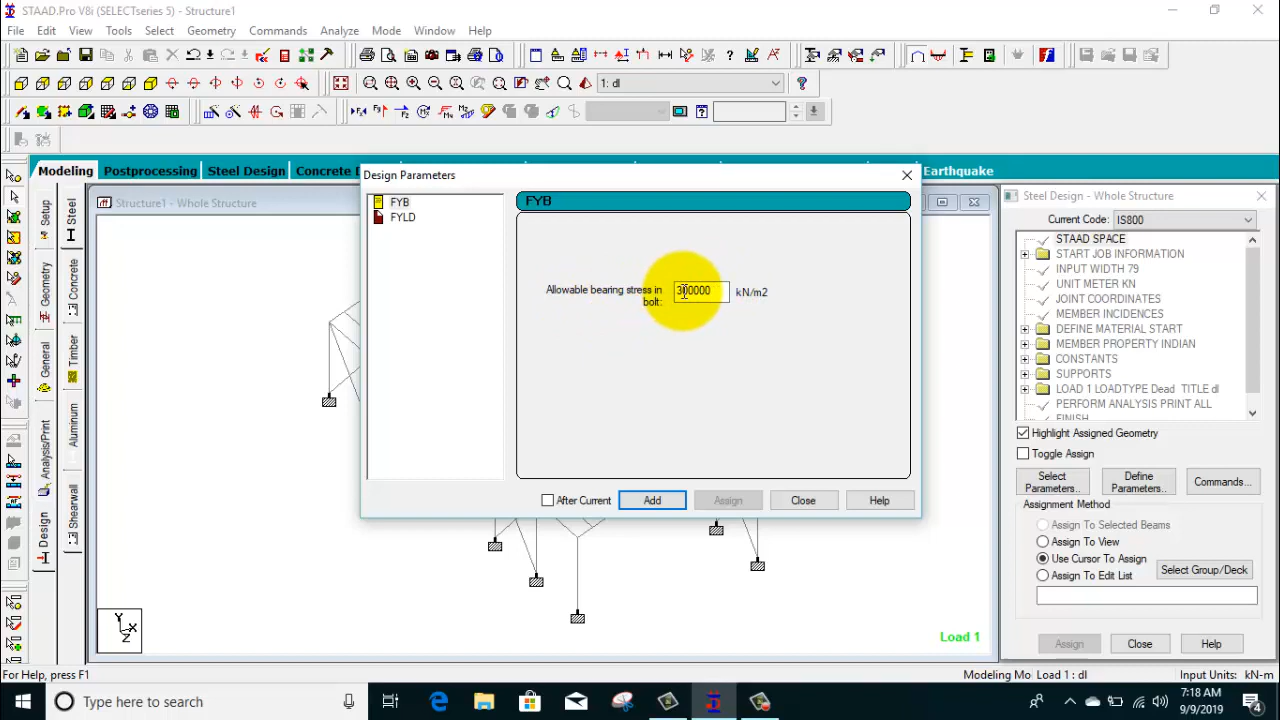 STAAD.Pro V8i (SELECTseries 5) - Structure1
File Edit View Tools Select Geometry Commands Analyze Mode Window Help
1: dl
Modeling Postprocessing Steel Design Concrete D Earthquake
Structure1 - Whole Structure
Setup
Geometry
General
Analysis/Print
Design
Steel
Concrete
Timber
Aluminum
Shearwall
Design Parameters
FYB
FYLD
FYB
Allowable bearing stress in
bolt:
300000
kN/m2
After Current
Add
Assign
Close
Help
Steel Design - Whole Structure
Current Code: IS800
STAAD SPACE
START JOB INFORMATION
INPUT WIDTH 79
UNIT METER KN
JOINT COORDINATES
MEMBER INCIDENCES
DEFINE MATERIAL START
MEMBER PROPERTY INDIAN
CONSTANTS
SUPPORTS
LOAD 1 LOADTYPE Dead TITLE dl
PERFORM ANALYSIS PRINT ALL
FINISH
Highlight Assigned Geometry
Toggle Assign
Select
Parameters..
Define
Parameters..
Commands...
Assignment Method
Assign To Selected Beams
Assign To View
Use Cursor To Assign
Select Group/Deck
Assign To Edit List
Assign
Close
Help
Y
X
Z
Load 1
For Help, press F1
Modeling Mo
Load 1 : dl
Input Units: kN-m
Type here to search
7:18 AM
9/9/2019
4